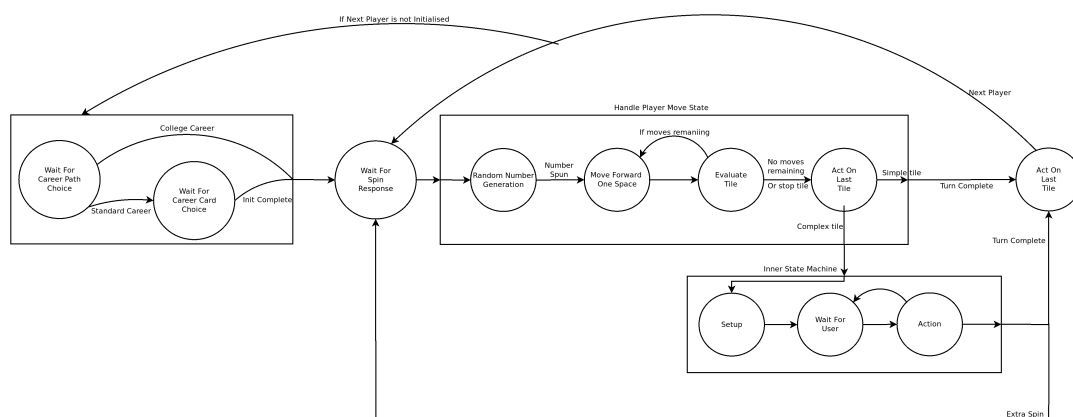 If Next Player is not Initialised
Next Player
Handle Player Move State
College Career
Wait For
Career Path
Choice
Standard Career
Wait For
Career Card
Choice
Init Complete
Wait For
Spin
Response
Random Number
Generation
Number
Spun
If moves remaniing
Move Forward
One Space
Evaluate
Tile
No moves
remaining
Or stop tile
Act On
Last
Tile
Simple tile
Turn Complete
Act On
Last
Tile
Complex tile
Turn Complete
Inner State Machine
Setup
Wait For
User
Action
Extra Spin